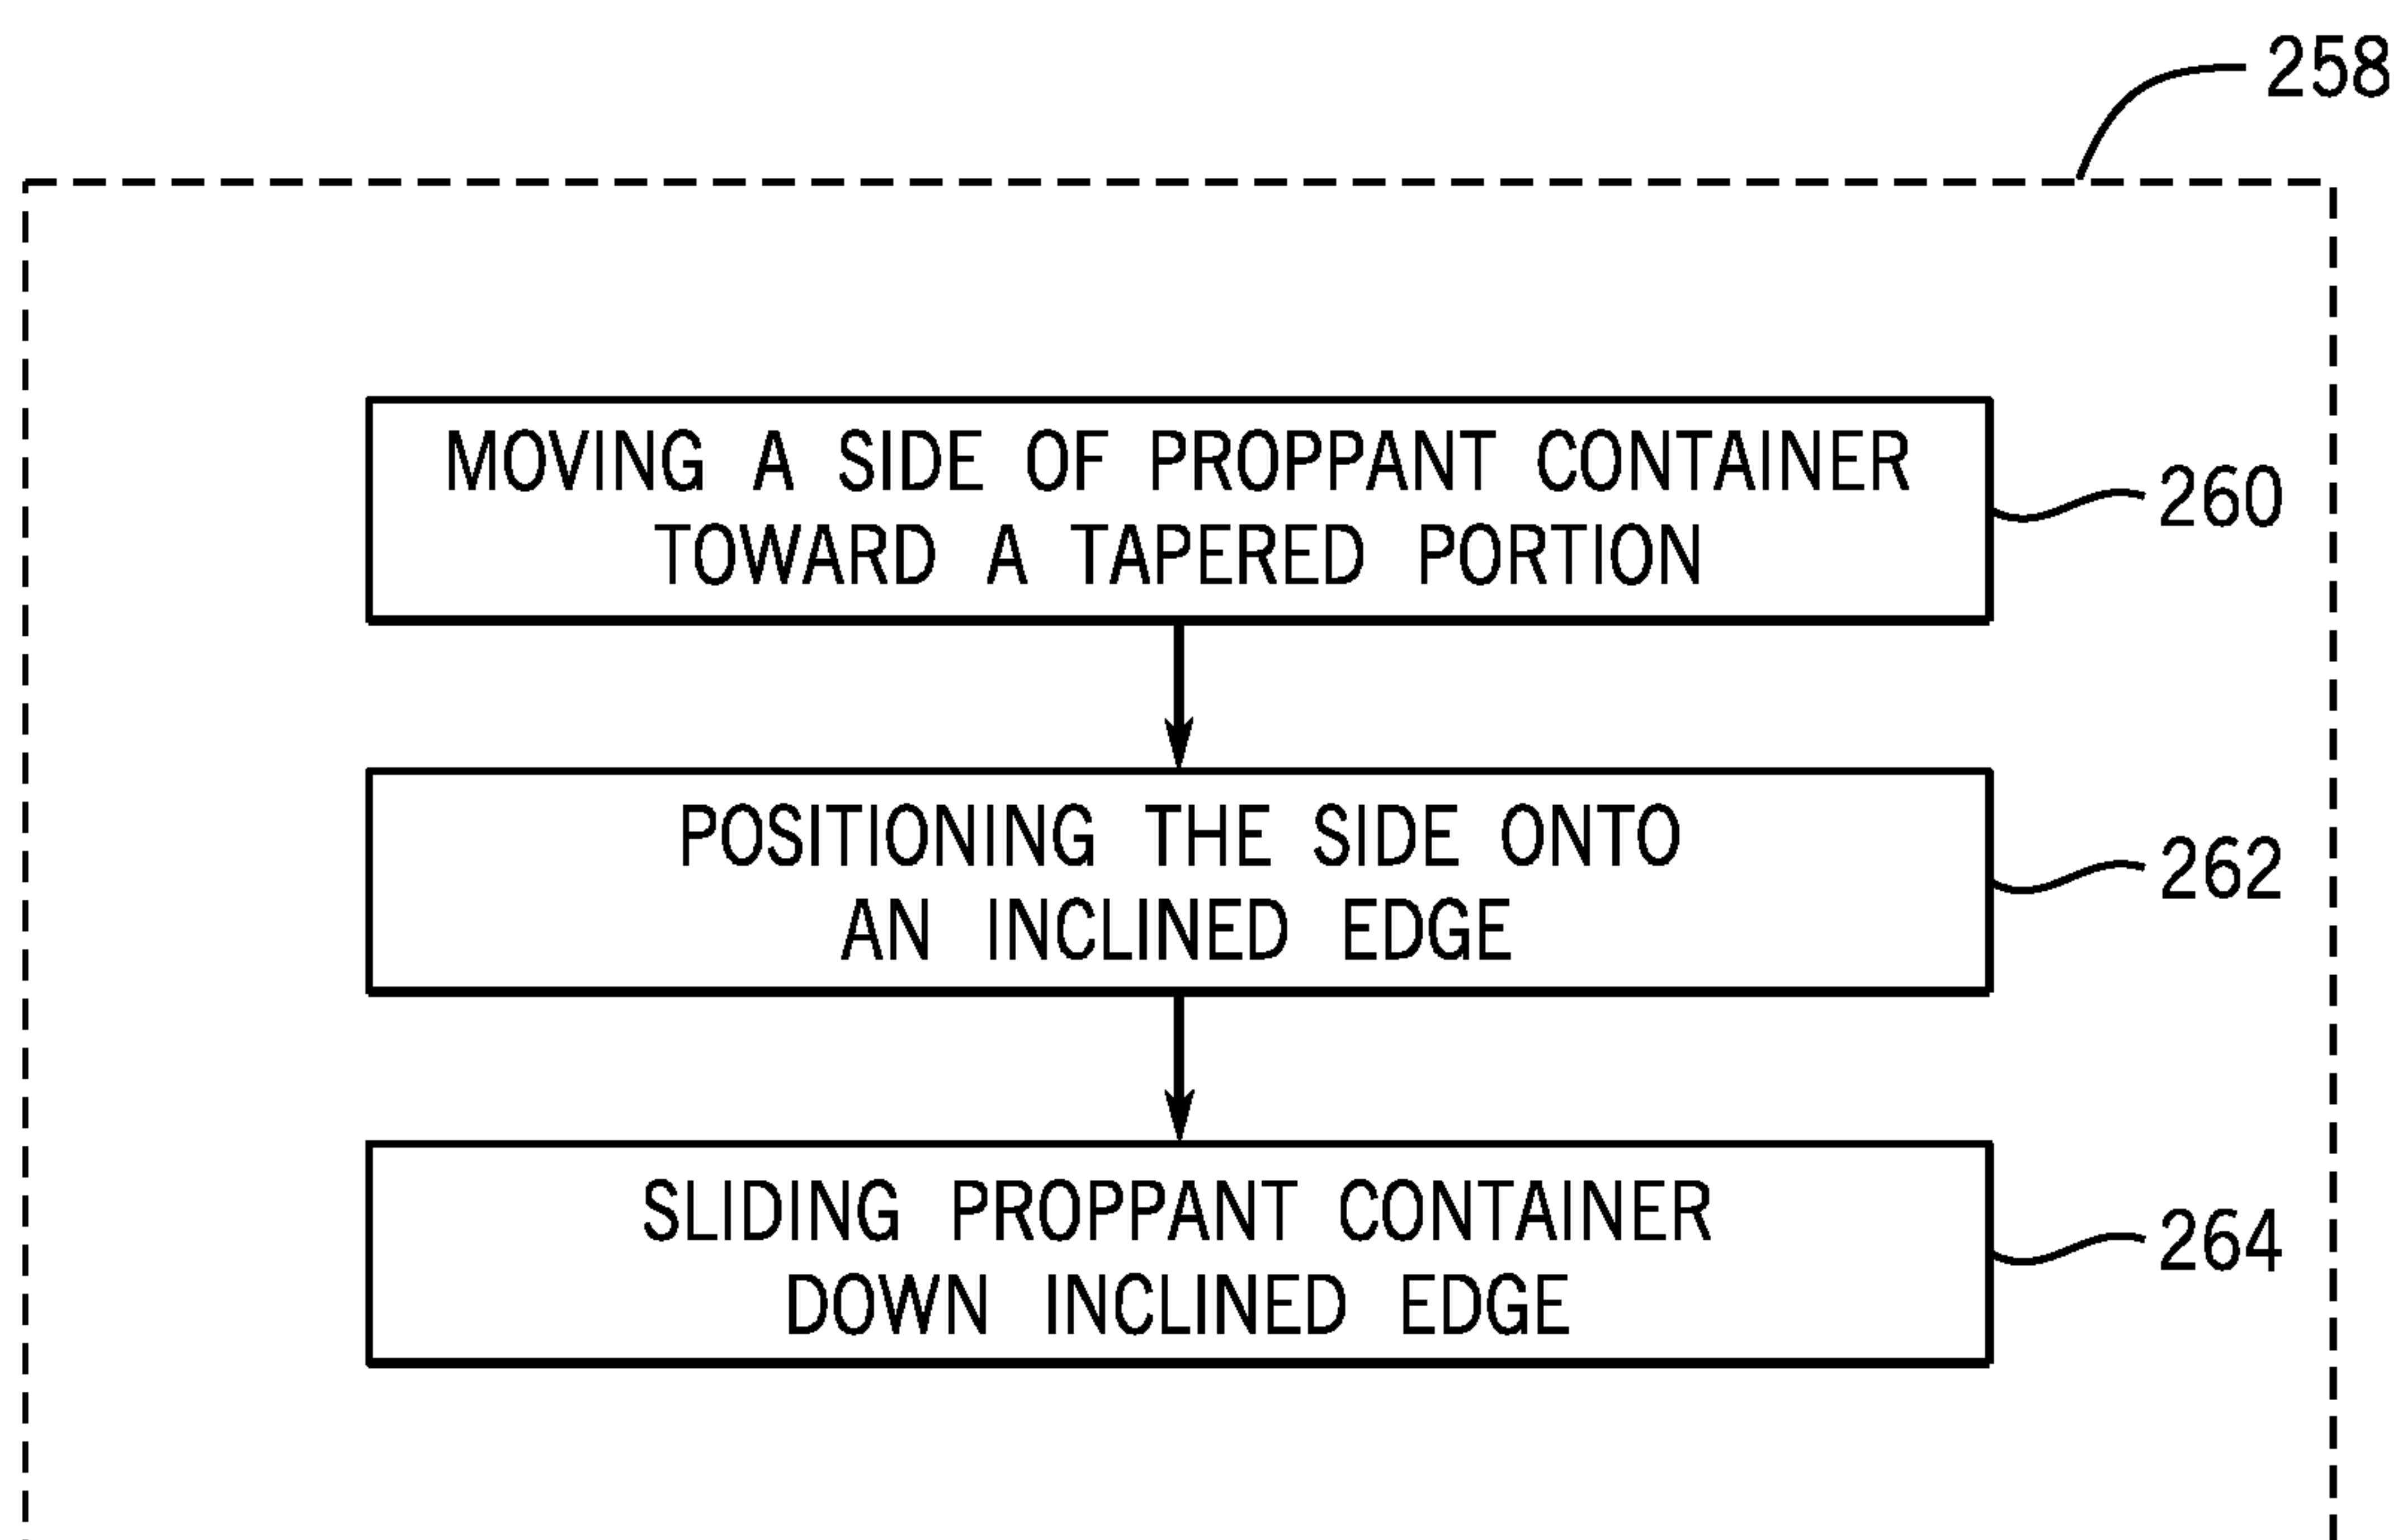 258
MOVING A SIDE OF PROPPANT CONTAINER
TOWARD A TAPERED PORTION
260
POSITIONING THE SIDE ONTO
AN INCLINED EDGE
262
SLIDING PROPPANT CONTAINER
DOWN INCLINED EDGE
264